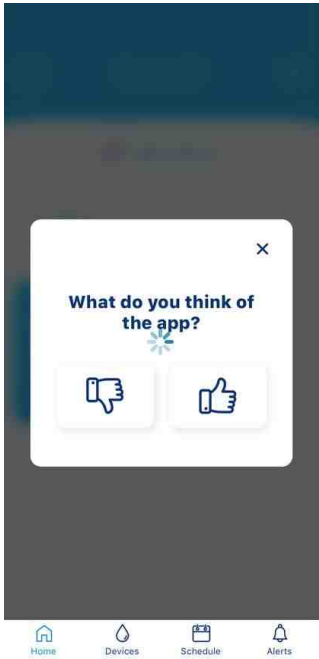 What do you think of
the app?
Home
Devices
Schedule
Alerts